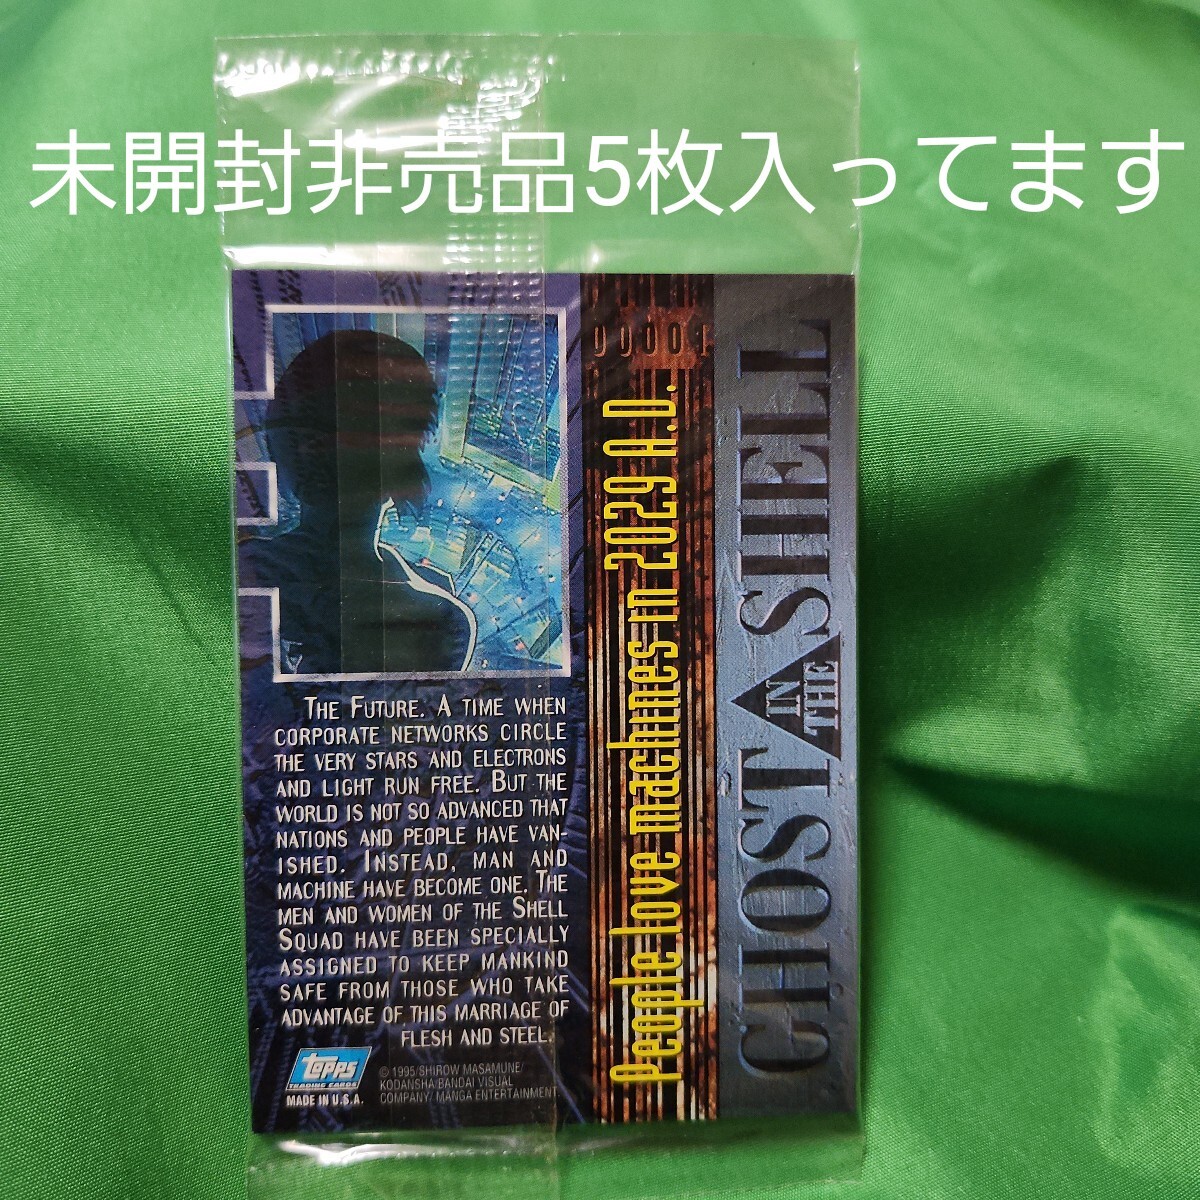 未開封非売品5枚入ってます
00001
People love machines in 2029 A.D.
GHOST IN THE SHELL
THE FUTURE. A TIME WHEN
CORPORATE NETWORKS CIRCLE
THE VERY STARS AND ELECTRONS
AND LIGHT RUN FREE. BUT THE
WORLD IS NOT SO ADVANCED THAT
NATIONS AND PEOPLE HAVE VAN-
ISHED. INSTEAD, MAN AND
MACHINE HAVE BECOME ONE. THE
MEN AND WOMEN OF THE SHELL
SQUAD HAVE BEEN SPECIALLY
ASSIGNED TO KEEP MANKIND
SAFE FROM THOSE WHO TAKE
ADVANTAGE OF THIS MARRIAGE OF
FLESH AND STEEL.
TOPPS
TRADING CARDS
MADE IN U.S.A.
© 1995/SHIROW MASAMUNE/
KODANSHA/BANDAI VISUAL
COMPANY/ MANGA ENTERTAINMENT.